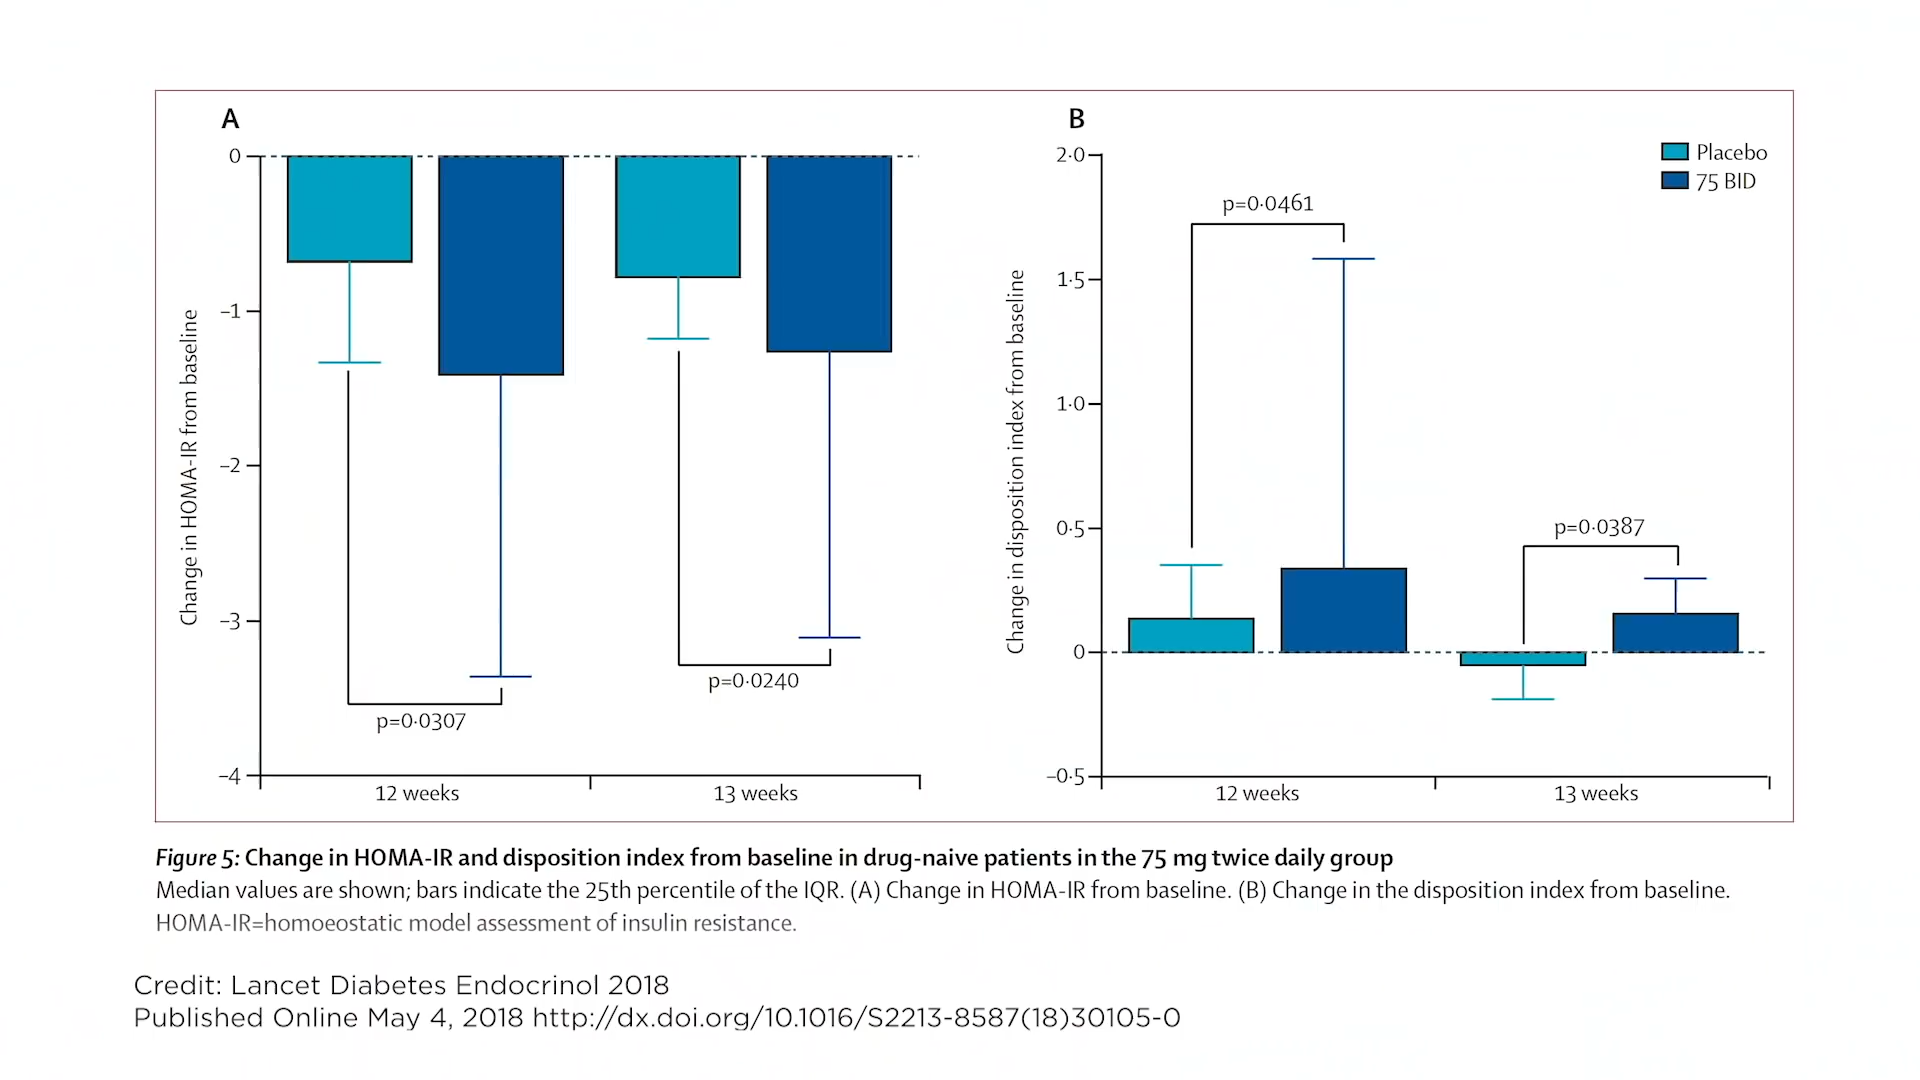 A
0
−1
−2
−3
−4
Change in HOMA-IR from baseline
p=0·0307
p=0·0240
12 weeks
13 weeks
B
Placebo
75 BID
2·0
1·5
1·0
0·5
0
−0·5
Change in disposition index from baseline
p=0·0461
p=0·0387
12 weeks
13 weeks
Figure 5: Change in HOMA-IR and disposition index from baseline in drug-naive patients in the 75 mg twice daily group
Median values are shown; bars indicate the 25th percentile of the IQR. (A) Change in HOMA-IR from baseline. (B) Change in the disposition index from baseline.
HOMA-IR=homoeostatic model assessment of insulin resistance.
Credit: Lancet Diabetes Endocrinol 2018
Published Online May 4, 2018 http://dx.doi.org/10.1016/S2213-8587(18)30105-0